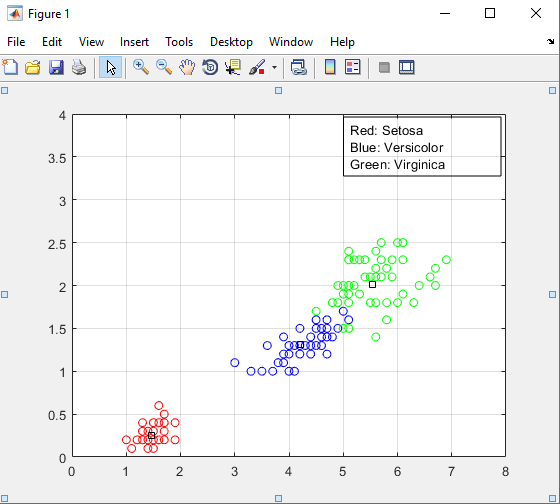 Figure 1
File Edit View Insert Tools Desktop Window Help
Red: Setosa
Blue: Versicolor
Green: Virginica
4
3.5
3
2.5
2
1.5
1
0.5
0
0 1 2 3 4 5 6 7 8